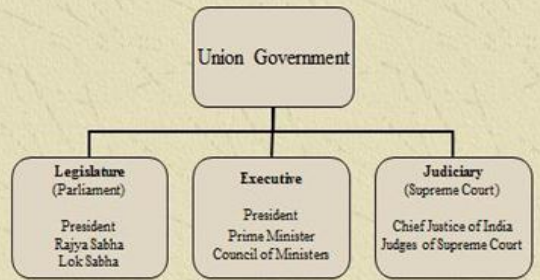 Union Government
Legislature
(Parliament)
President
Rajya Sabha
Lok Sabha
Executive
President
Prime Minister
Council of Ministers
Judiciary
(Supreme Court)
Chief Justice of India
Judges of Supreme Court